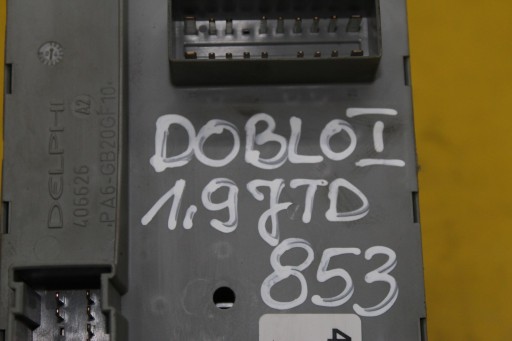 DOBLO I
1.9 JTD
853
DELPHI
406626 A2
.PA6-GB20GF10.
4